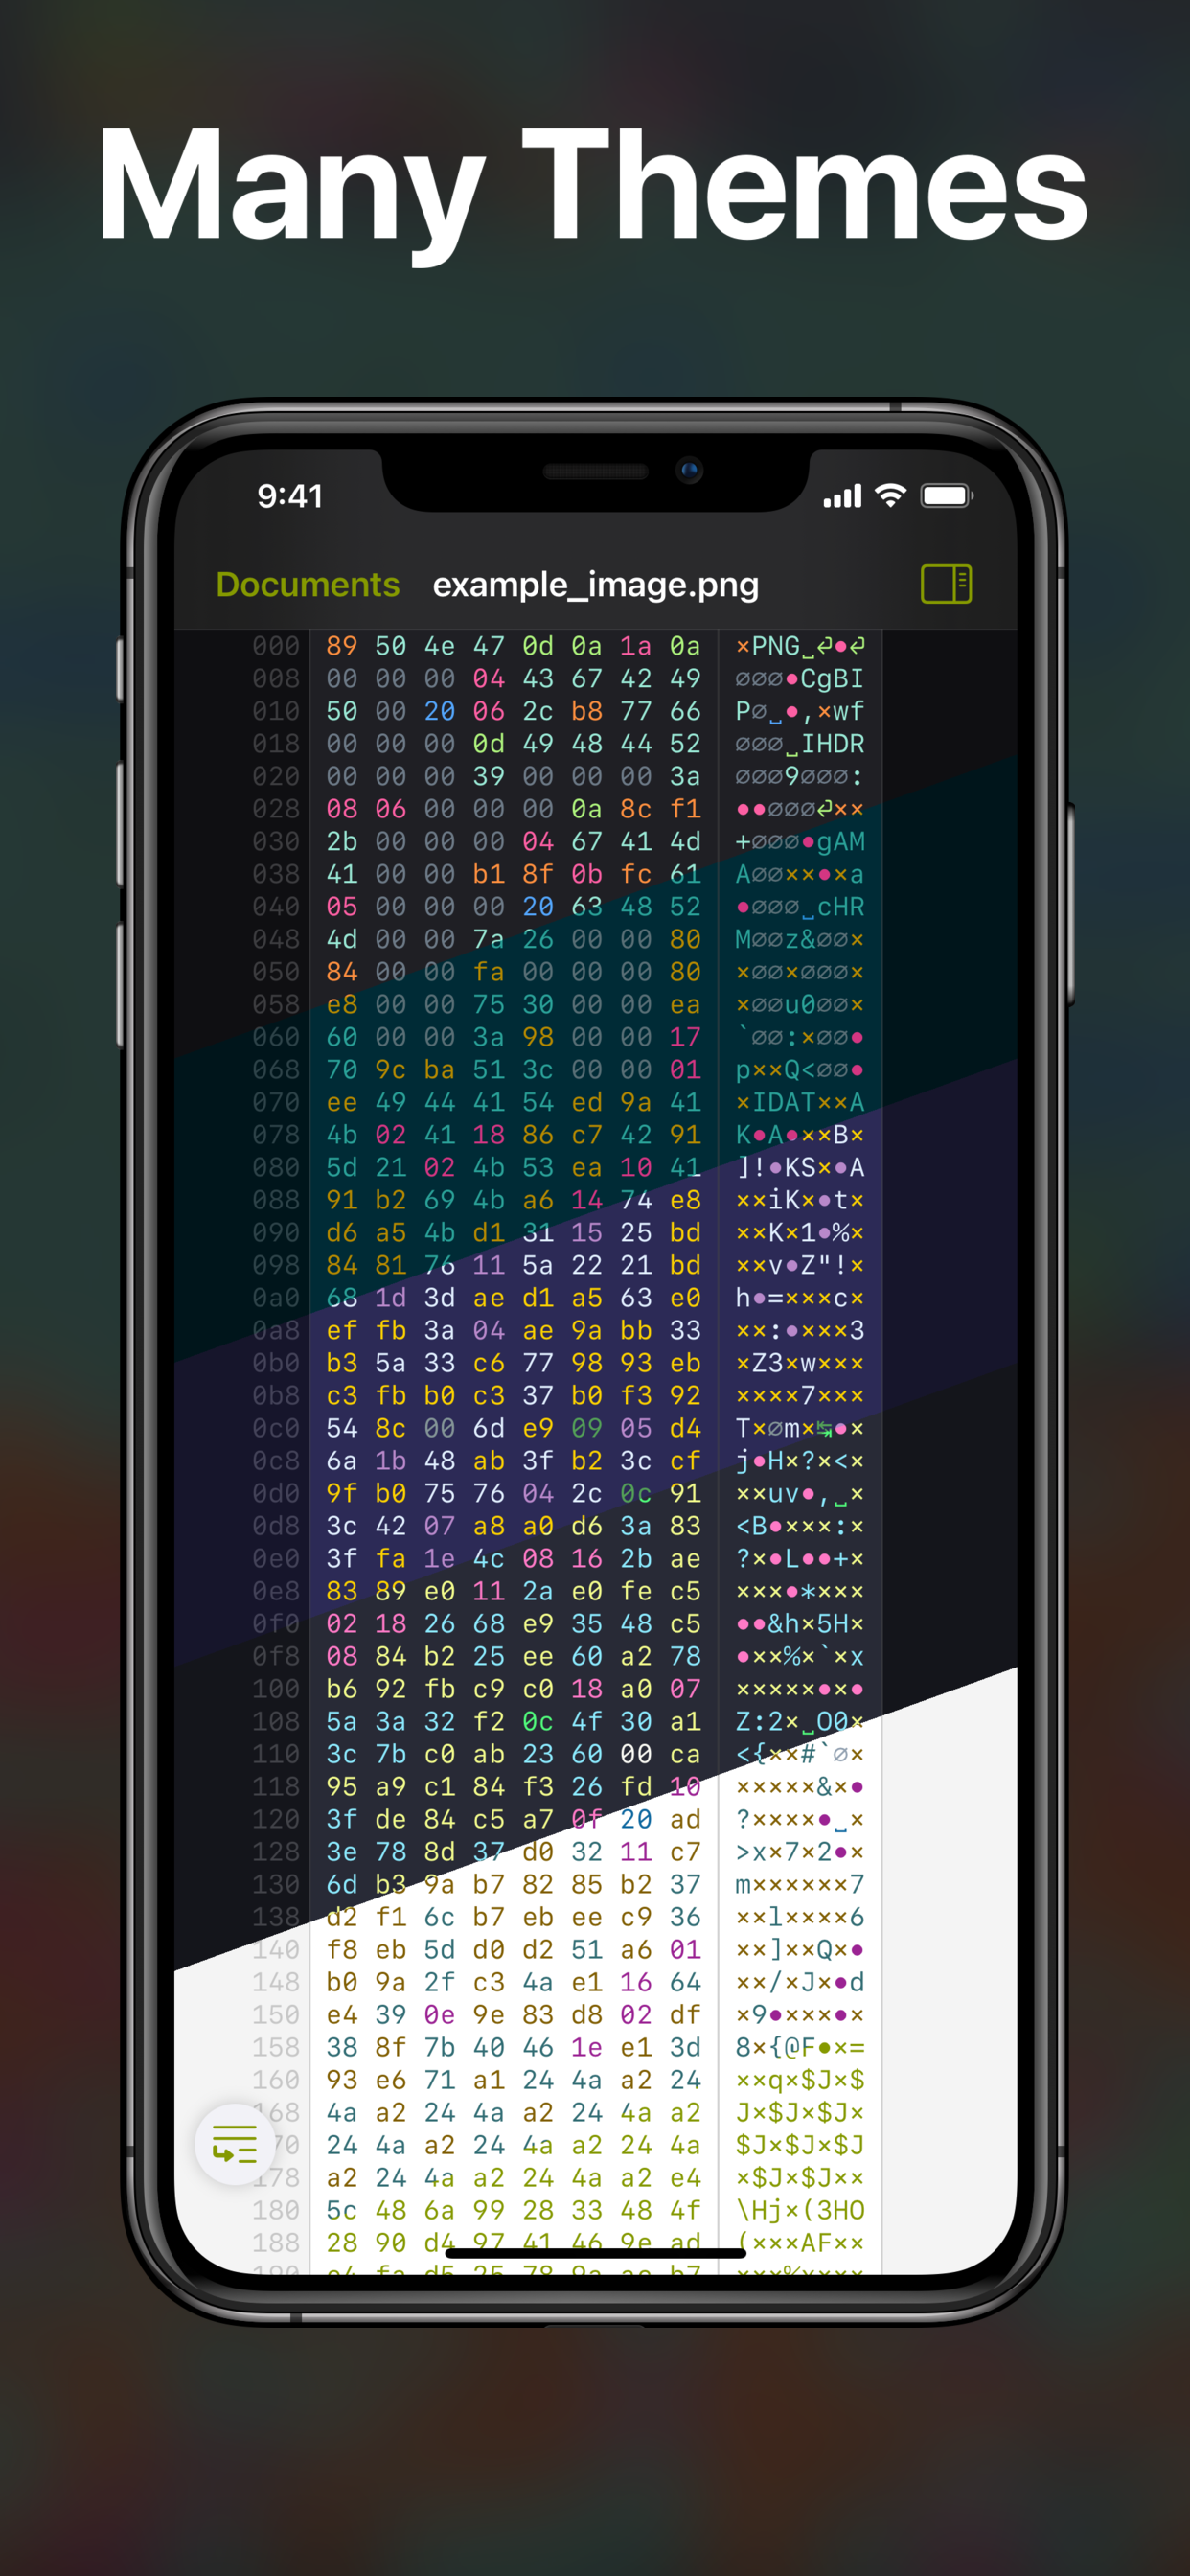 Many Themes
9:41
Documents example_image.png
000 89 50 4e 47 0d 0a 1a 0a ×PNG␣⏎•⏎
008 00 00 00 04 43 67 42 49 ∅∅∅•CgBI
010 50 00 20 06 2c b8 77 66 P∅␣•,×wf
018 00 00 00 0d 49 48 44 52 ∅∅∅␣IHDR
020 00 00 00 39 00 00 00 3a ∅∅∅9∅∅∅:
028 08 06 00 00 00 0a 8c f1 ••∅∅∅⏎××
030 2b 00 00 00 04 67 41 4d +∅∅∅•gAM
038 41 00 00 b1 8f 0b fc 61 A∅∅××•×a
040 05 00 00 00 20 63 48 52 •∅∅∅␣cHR
048 4d 00 00 7a 26 00 00 80 M∅∅z&∅∅×
050 84 00 00 fa 00 00 00 80 ×∅∅×∅∅∅×
058 e8 00 00 75 30 00 00 ea ×∅∅u0∅∅×
060 60 00 00 3a 98 00 00 17 `∅∅:×∅∅•
068 70 9c ba 51 3c 00 00 01 p××Q<∅∅•
070 ee 49 44 41 54 ed 9a 41 ×IDAT××A
078 4b 02 41 18 86 c7 42 91 K•A•××B×
080 5d 21 02 4b 53 ea 10 41 ]!•KS×•A
088 91 b2 69 4b a6 14 74 e8 ××iK×•t×
090 d6 a5 4b d1 31 15 25 bd ××K×1•%×
098 84 81 76 11 5a 22 21 bd ××v•Z"!×
0a0 68 1d 3d ae d1 a5 63 e0 h•=×××c×
0a8 ef fb 3a 04 ae 9a bb 33 ××:•×××3
0b0 b3 5a 33 c6 77 98 93 eb ×Z3×w×××
0b8 c3 fb b0 c3 37 b0 f3 92 ××××7×××
0c0 54 8c 00 6d e9 09 05 d4 T×∅m×↹•×
0c8 6a 1b 48 ab 3f b2 3c cf j•H×?×<×
0d0 9f b0 75 76 04 2c 0c 91 ××uv•,␣×
0d8 3c 42 07 a8 a0 d6 3a 83 <B•×××:×
0e0 3f fa 1e 4c 08 16 2b ae ?×•L••+×
0e8 83 89 e0 11 2a e0 fe c5 ×××•*×××
0f0 02 18 26 68 e9 35 48 c5 ••&h×5H×
0f8 08 84 b2 25 ee 60 a2 78 •××%×`×x
100 b6 92 fb c9 c0 18 a0 07 ×××××•×•
108 5a 3a 32 f2 0c 4f 30 a1 Z:2×␣O0×
110 3c 7b c0 ab 23 60 00 ca <{××#`∅×
118 95 a9 c1 84 f3 26 fd 10 ×××××&×•
120 3f de 84 c5 a7 0f 20 ad ?××××•␣×
128 3e 78 8d 37 d0 32 11 c7 >x×7×2•×
130 6d b3 9a b7 82 85 b2 37 m××××××7
138 d2 f1 6c b7 eb ee c9 36 ××l××××6
140 f8 eb 5d d0 d2 51 a6 01 ××]××Q×•
148 b0 9a 2f c3 4a e1 16 64 ××/×J×•d
150 e4 39 0e 9e 83 d8 02 df ×9•×××•×
158 38 8f 7b 40 46 1e e1 3d 8×{@F•×=
160 93 e6 71 a1 24 4a a2 24 ××q×$J×$
168 4a a2 24 4a a2 24 4a a2 J×$J×$J×
70 24 4a a2 24 4a a2 24 4a $J×$J×$J
178 a2 24 4a a2 24 4a a2 e4 ×$J×$J××
180 5c 48 6a 99 28 33 48 4f \Hj×(3HO
188 28 90 d4 97 41 46 9e ad (×××AF××